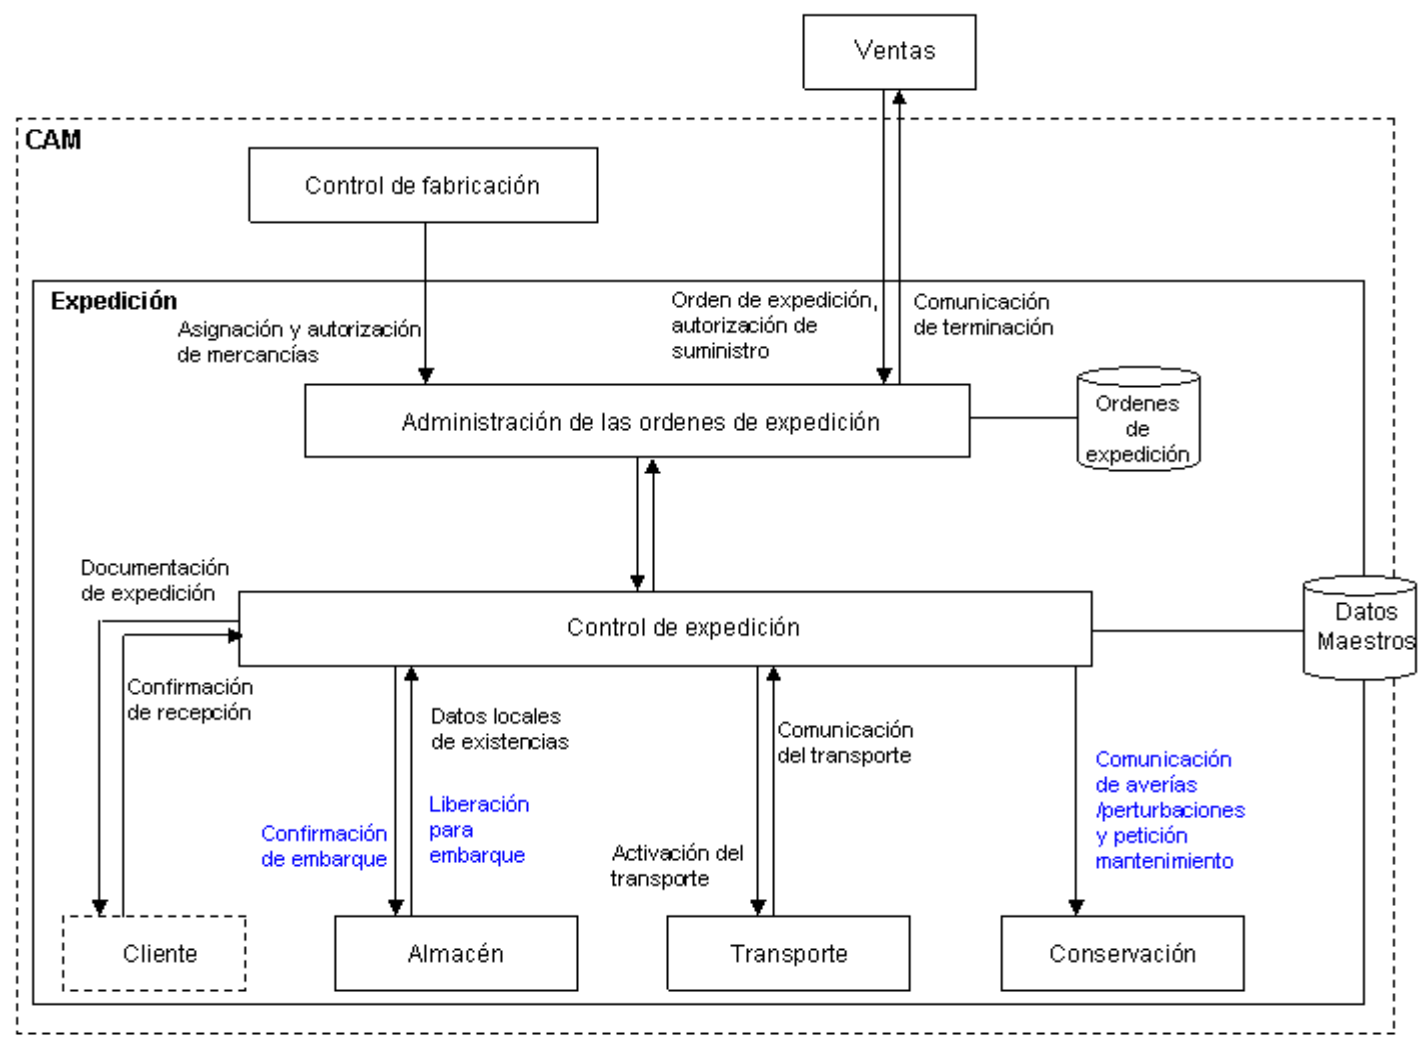 Ventas
CAM
Control de fabricación
Expedición
Asignación y autorización
de mercancías
Orden de expedición,
autorización de
suministro
Comunicación
de terminación
Administración de las ordenes de expedición
Ordenes
de
expedición
Documentación
de expedición
Control de expedición
Datos
Maestros
Confirmación
de recepción
Datos locales
de existencias
Comunicación
del transporte
Comunicación
de averías
/perturbaciones
y petición
mantenimiento
Confirmación
de embarque
Liberación
para
embarque
Activación del
transporte
Cliente
Almacén
Transporte
Conservación